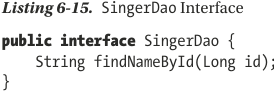 Listing 6-15. SingerDao Interface
public interface SingerDao {
    String findNameById(Long id);
}